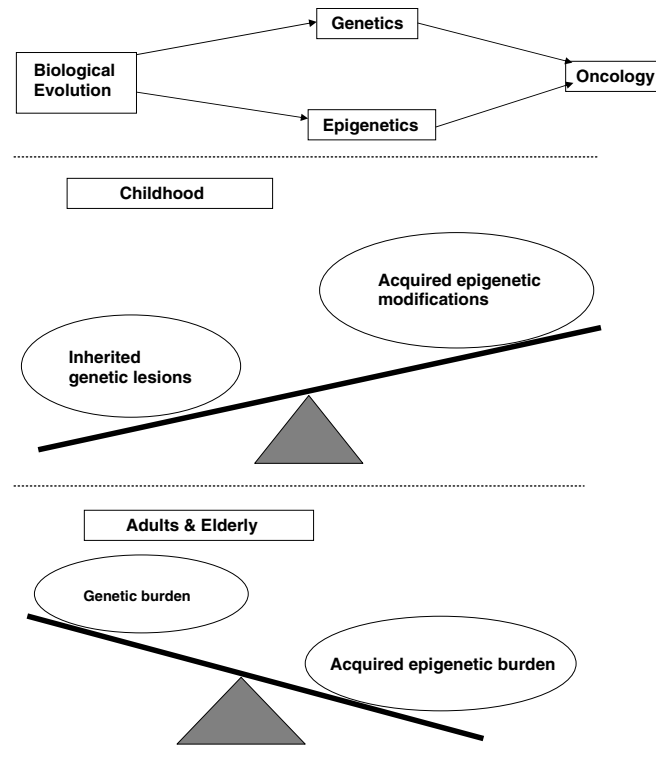 Genetics
Biological
Evolution
Oncology
Epigenetics
Childhood
Acquired epigenetic
modifications
Inherited
genetic lesions
Adults & Elderly
Genetic burden
Acquired epigenetic burden